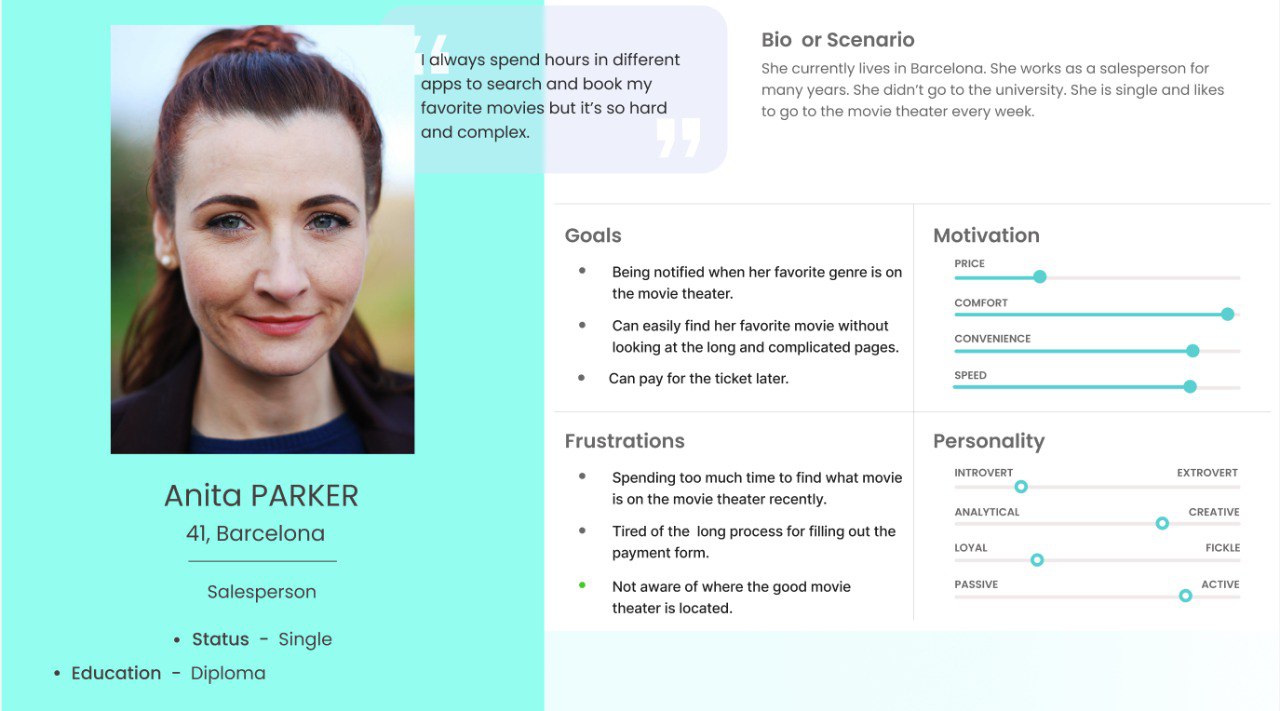 “
I always spend hours in different
apps to search and book my
favorite movies but it’s so hard
and complex.
”
Bio or Scenario
She currently lives in Barcelona. She works as a salesperson for
many years. She didn’t go to the university. She is single and likes
to go to the movie theater every week.
Anita PARKER
41, Barcelona
Salesperson
• Status - Single
• Education - Diploma
Goals
• Being notified when her favorite genre is on
the movie theater.
• Can easily find her favorite movie without
looking at the long and complicated pages.
• Can pay for the ticket later.
Motivation
PRICE
COMFORT
CONVENIENCE
SPEED
Frustrations
• Spending too much time to find what movie
is on the movie theater recently.
• Tired of the long process for filling out the
payment form.
• Not aware of where the good movie
theater is located.
Personality
INTROVERT EXTROVERT
ANALYTICAL CREATIVE
LOYAL FICKLE
PASSIVE ACTIVE